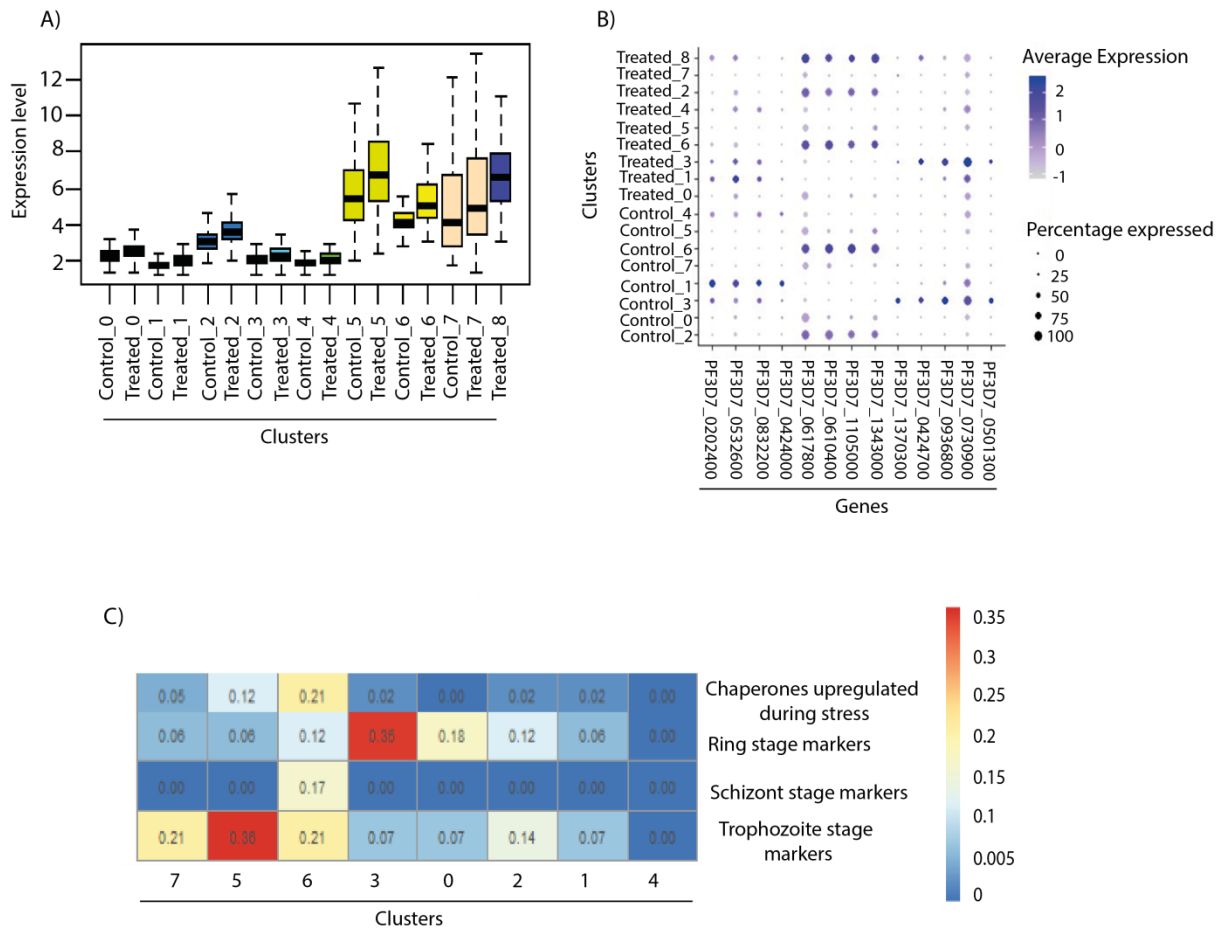 A)
Expression level
12
10
8
6
4
2
Control_0
Treated_0
Control_1
Treated_1
Control_2
Treated_2
Control_3
Treated_3
Control_4
Treated_4
Control_5
Treated_5
Control_6
Treated_6
Control_7
Treated_7
Treated_8
Clusters
B)
Clusters
Treated_8
Treated_7
Treated_2
Treated_4
Treated_5
Treated_6
Treated_3
Treated_1
Treated_0
Control_4
Control_5
Control_6
Control_7
Control_1
Control_3
Control_0
Control_2
PF3D7_0202400
PF3D7_0532600
PF3D7_0832200
PF3D7_0424000
PF3D7_0617800
PF3D7_0610400
PF3D7_1105000
PF3D7_1343000
PF3D7_1370300
PF3D7_0424700
PF3D7_0936800
PF3D7_0730900
PF3D7_0501300
Genes
Average Expression
2
1
0
-1
Percentage expressed
0
25
50
75
100
C)
0.05 0.12 0.21 0.02 0.00 0.02 0.02 0.00
Chaperones upregulated
during stress
0.06 0.06 0.12 0.35 0.18 0.12 0.06 0.00
Ring stage markers
0.00 0.00 0.17 0.00 0.00 0.00 0.00 0.00
Schizont stage markers
0.21 0.36 0.21 0.07 0.07 0.14 0.07 0.00
Trophozoite stage
markers
7 5 6 3 0 2 1 4
Clusters
0.35
0.3
0.25
0.2
0.15
0.1
0.005
0